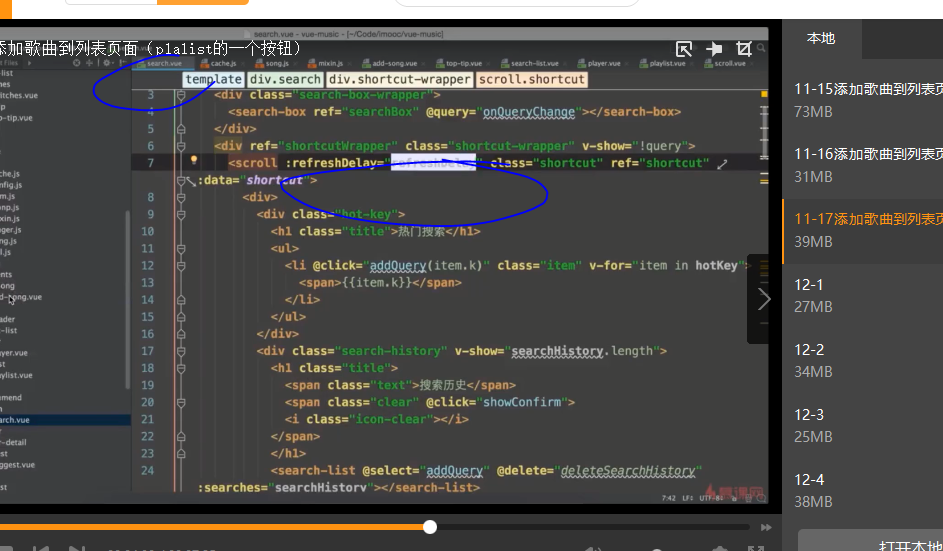 search.vue - vue-music - [~/Code/imooc/vue-music]
添加歌曲到列表页面（plalist的一个按钮）
search.vue cache.js song.js mixin.js add-song.vue top-tip.vue search-list.vue player.vue playlist.vue scroll.vue
template div.search div.shortcut-wrapper scroll.shortcut
3 <div class="search-box-wrapper">
4 <search-box ref="searchBox" @query="onQueryChange"></search-box>
5 </div>
6 <div ref="shortcutWrapper" class="shortcut-wrapper" v-show="!query">
7 <scroll :refreshDelay="refreshDelay" class="shortcut" ref="shortcut"
:data="shortcut">
8 <div>
9 <div class="hot-key">
10 <h1 class="title">热门搜索</h1>
11 <ul>
12 <li @click="addQuery(item.k)" class="item" v-for="item in hotKey">
13 <span>{{item.k}}</span>
14 </li>
15 </ul>
16 </div>
17 <div class="search-history" v-show="searchHistory.length">
18 <h1 class="title">
19 <span class="text">搜索历史</span>
20 <span class="clear" @click="showConfirm">
21 <i class="icon-clear"></i>
22 </span>
23 </h1>
24 <search-list @select="addQuery" @delete="deleteSearchHistory"
:searches="searchHistory"></search-list>
7:42 LF: UTF-8:
慕课网
本地
11-15添加歌曲到列表
73MB
11-16添加歌曲到列表页
31MB
11-17添加歌曲到列表页
39MB
12-1
27MB
12-2
34MB
12-3
25MB
12-4
38MB
打开本地